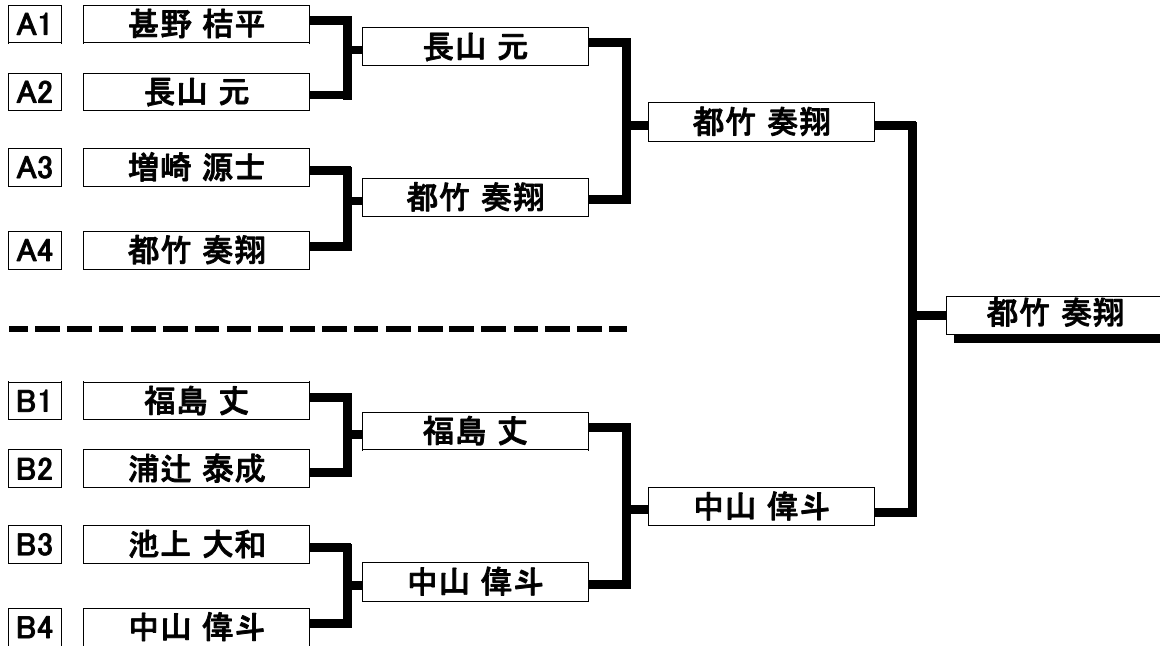 A1 甚野 桔平
長山 元
A2 長山 元
都竹 奏翔
A3 増崎 源士
都竹 奏翔
A4 都竹 奏翔
都竹 奏翔
B1 福島 丈
福島 丈
B2 浦辻 泰成
中山 偉斗
B3 池上 大和
中山 偉斗
B4 中山 偉斗